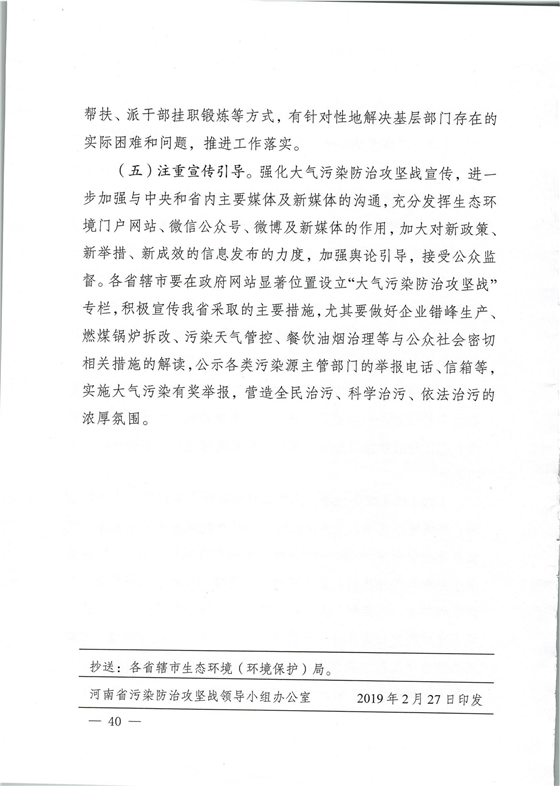 帮扶、派干部挂职锻炼等方式，有针对性地解决基层部门存在的
实际困难和问题，推进工作落实。
（五）注重宣传引导。强化大气污染防治攻坚战宣传，进一
步加强与中央和省内主要媒体及新媒体的沟通，充分发挥生态环
境门户网站、微信公众号、微博及新媒体的作用，加大对新政策、
新举措、新成效的信息发布的力度，加强舆论引导，接受公众监
督。各省辖市要在政府网站显著位置设立“大气污染防治攻坚战”
专栏，积极宣传我省采取的主要措施，尤其要做好企业错峰生产、
燃煤锅炉拆改、污染天气管控、餐饮油烟治理等与公众社会密切
相关措施的解读，公示各类污染源主管部门的举报电话、信箱等，
实施大气污染有奖举报，营造全民治污、科学治污、依法治污的
浓厚氛围。
抄送：各省辖市生态环境（环境保护）局。
河南省污染防治攻坚战领导小组办公室 2019年2月27日印发
— 40 —